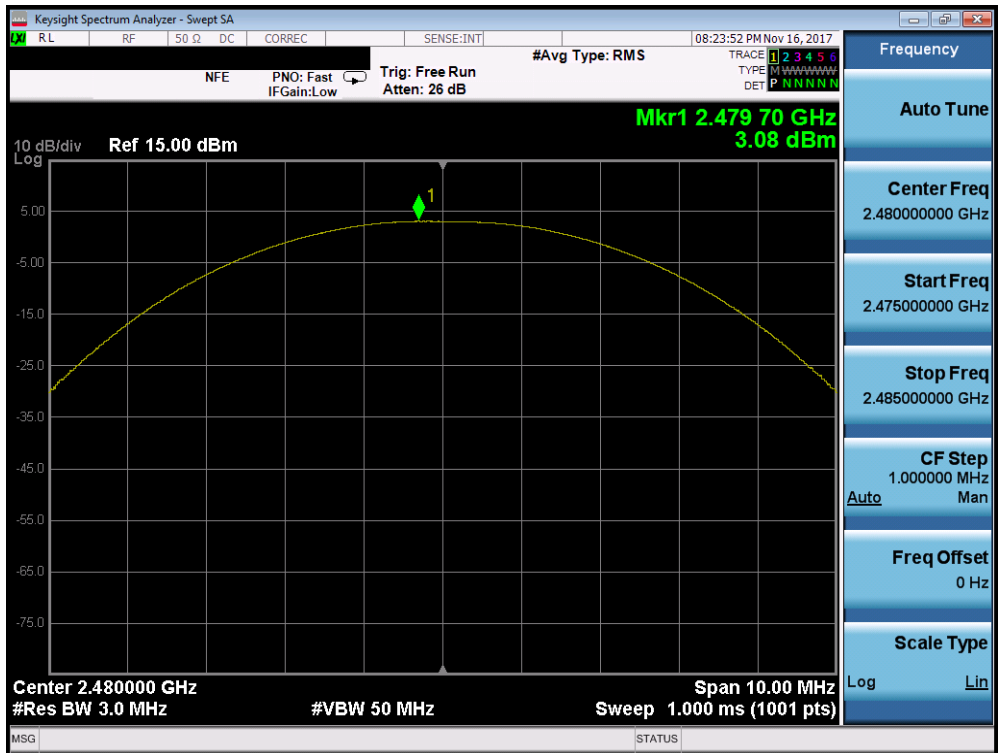 Keysight Spectrum Analyzer - Swept SA
LXI RL RF 50 Ω DC CORREC SENSE:INT 08:23:52 PM Nov 16, 2017
NFE PNO: Fast Trig: Free Run #Avg Type: RMS TRACE 1 2 3 4 5 6
IFGain:Low Atten: 26 dB TYPE M WWWWW
DET P N N N N N
Mkr1 2.479 70 GHz
3.08 dBm
10 dB/div Ref 15.00 dBm
Log
1
5.00
-5.00
-15.0
-25.0
-35.0
-45.0
-55.0
-65.0
-75.0
Center 2.480000 GHz Span 10.00 MHz
#Res BW 3.0 MHz #VBW 50 MHz Sweep 1.000 ms (1001 pts)
MSG STATUS
Frequency
Auto Tune
Center Freq
2.480000000 GHz
Start Freq
2.475000000 GHz
Stop Freq
2.485000000 GHz
CF Step
1.000000 MHz
Auto Man
Freq Offset
0 Hz
Scale Type
Log Lin